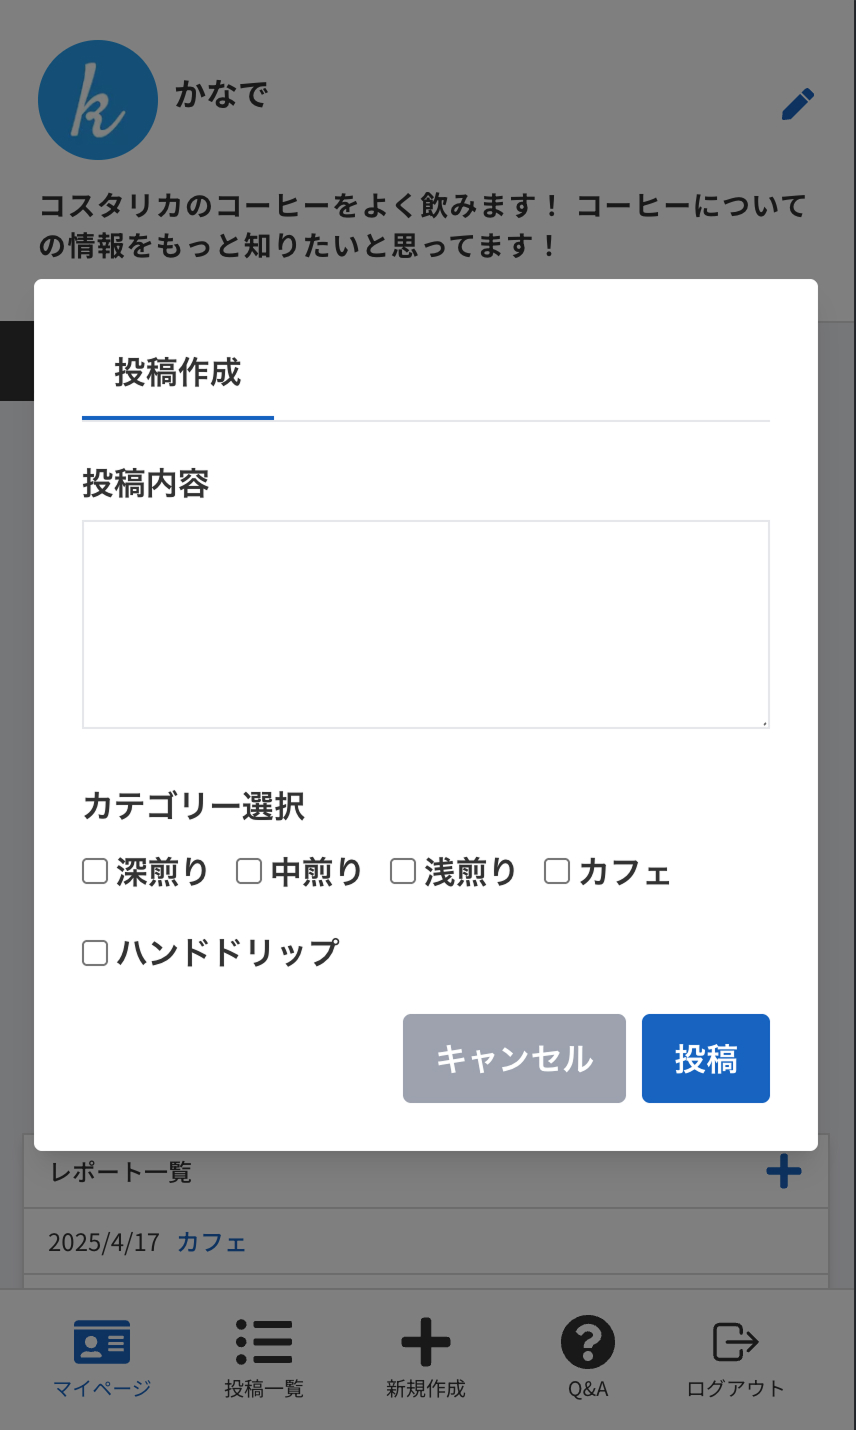 k
かなで
コスタリカのコーヒーをよく飲みます！ コーヒーについて
の情報をもっと知りたいと思ってます！
投稿作成
投稿内容
カテゴリー選択
深煎り 中煎り 浅煎り カフェ
ハンドドリップ
キャンセル 投稿
レポート一覧
2025/4/17 カフェ
マイページ 投稿一覧 新規作成 Q&A ログアウト